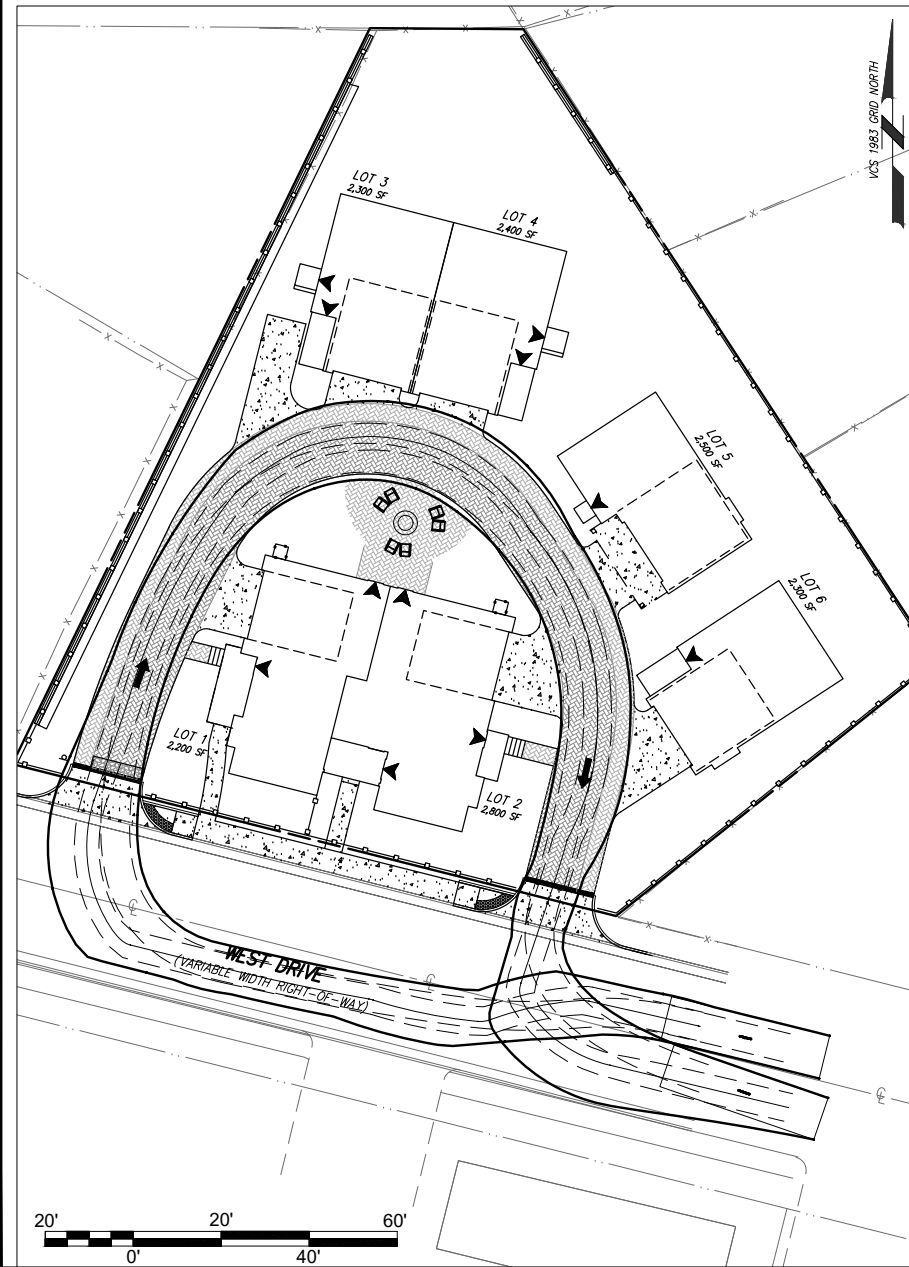 VCS 1983 GRID NORTH
LOT 3
2,300 SF
LOT 4
2,400 SF
LOT 5
2,500 SF
LOT 6
2,300 SF
LOT 1
2,200 SF
LOT 2
2,800 SF
WEST DRIVE
(VARIABLE WIDTH RIGHT-OF-WAY)
20' 20' 60'
0' 40'